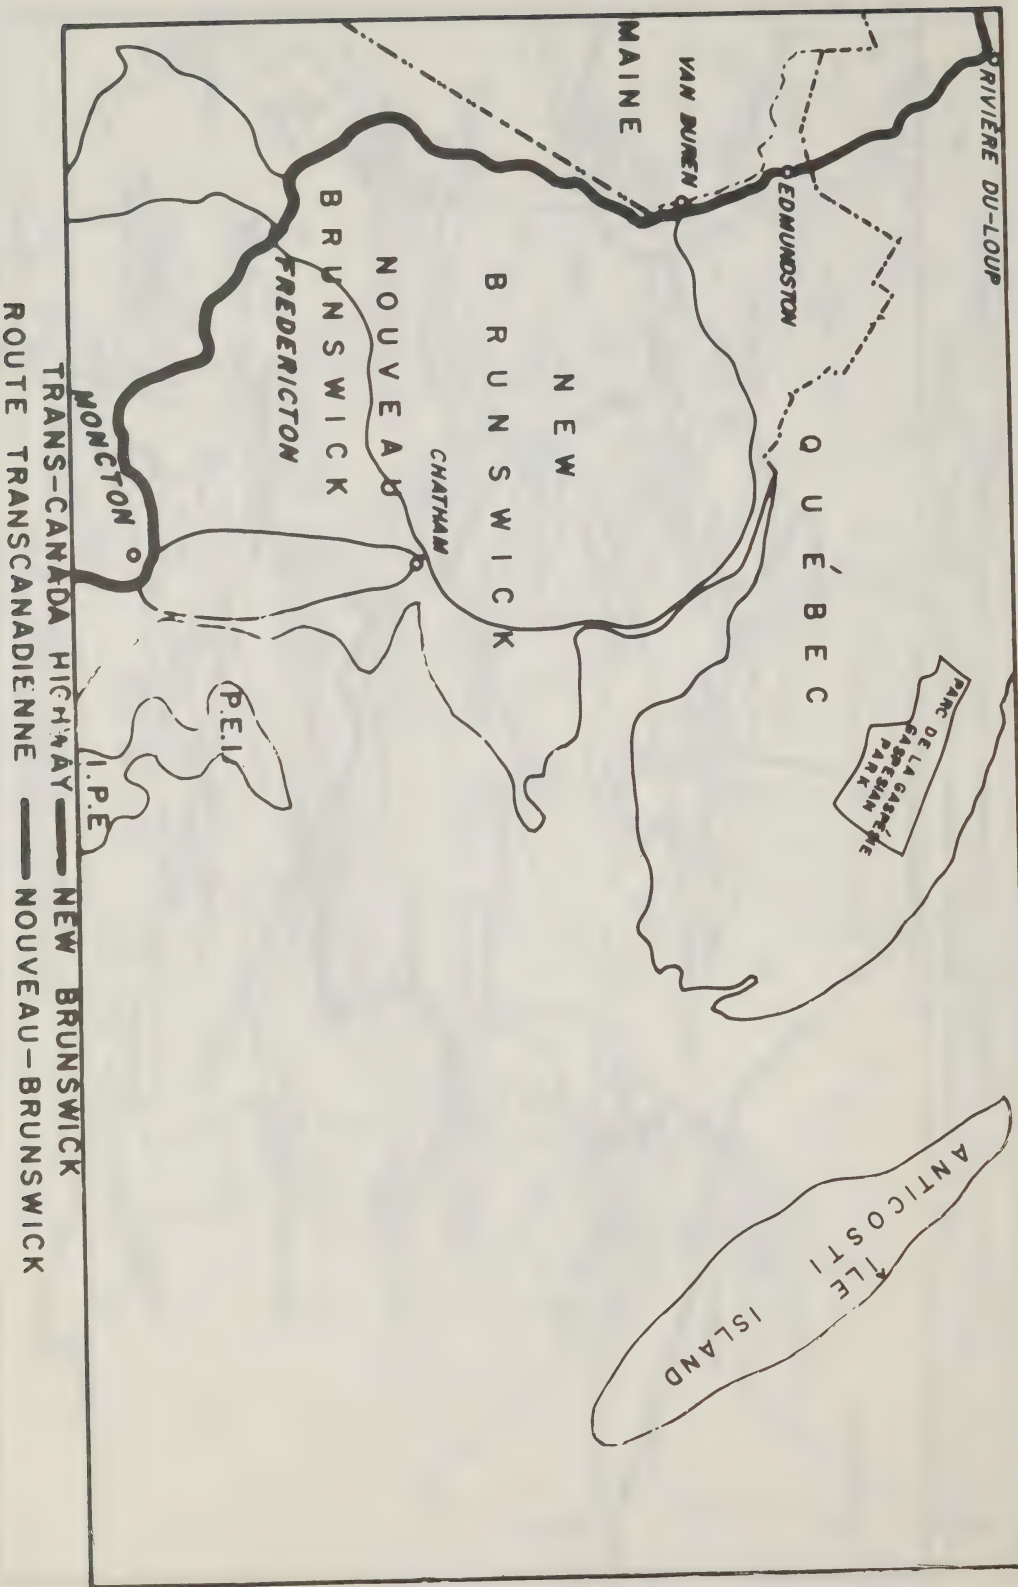 RIVIÈRE DU-LOUP
EDMUNDSTON
VAN BUREN
MAINE
QUÉBEC
PARC DE LA GASPÉSIE
GASPESIAN
PARK
ANTICOSTI
ÎLE
ISLAND
NEW
BRUNSWICK
CHATHAM
NOUVEAU
BRUNSWICK
FREDERICTON
P.E.I.
I.P.E
MONCTON
TRANS-CANADA HIGHWAY NEW BRUNSWICK
ROUTE TRANSCANADIENNE NOUVEAU-BRUNSWICK